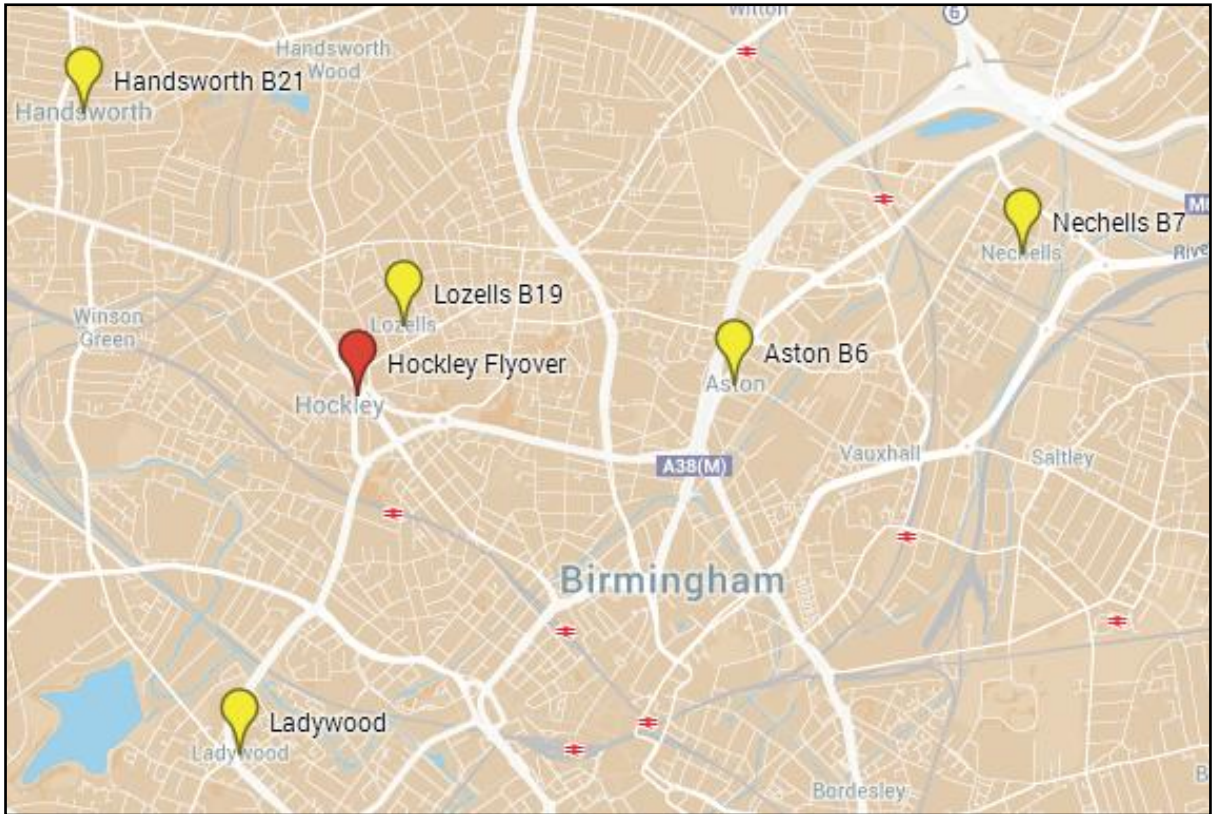 Witton
6
Handsworth
Wood
Handsworth B21
Handsworth
Nechells B7
Nechells
Lozells B19
Lozells
Winson
Green
Hockley Flyover
Hockley
Aston B6
Aston
A38(M)
Vauxhall
Saltley
Birmingham
Ladywood
Ladywood
Bordesley